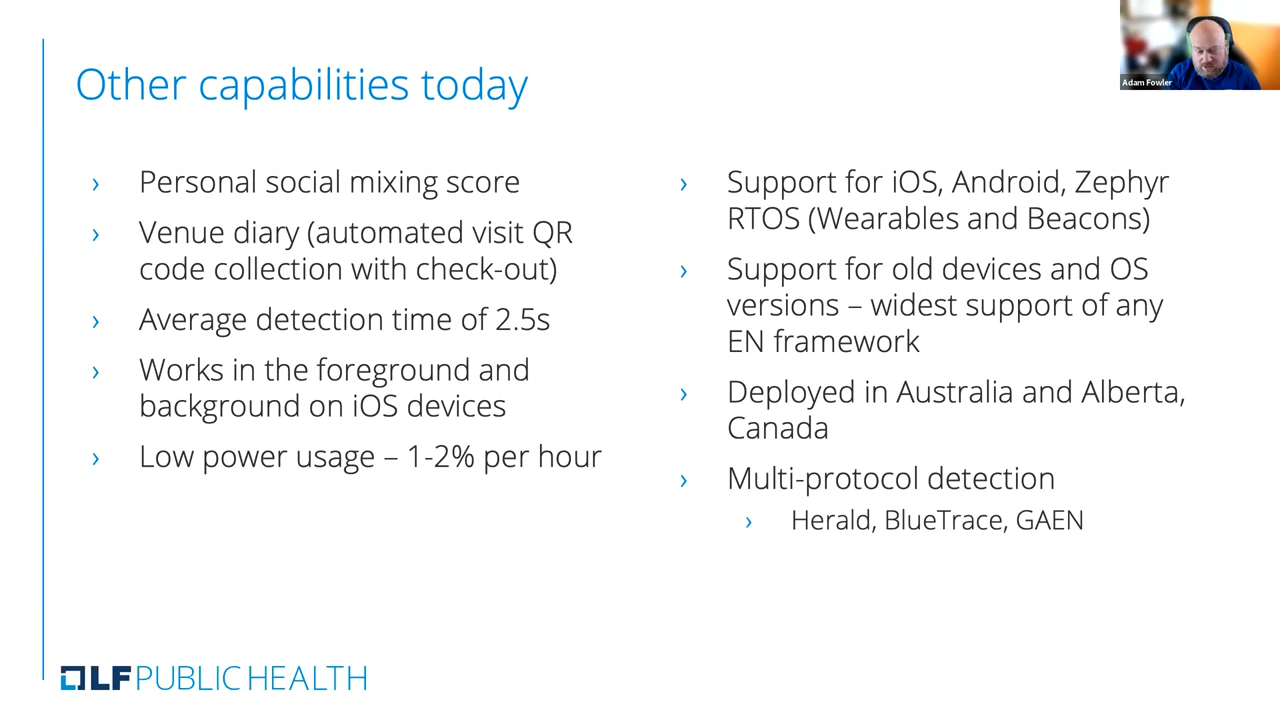 Other capabilities today
Adam Fowler
› Personal social mixing score
› Venue diary (automated visit QR
code collection with check-out)
› Average detection time of 2.5s
› Works in the foreground and
background on iOS devices
› Low power usage – 1-2% per hour
› Support for iOS, Android, Zephyr
RTOS (Wearables and Beacons)
› Support for old devices and OS
versions – widest support of any
EN framework
› Deployed in Australia and Alberta,
Canada
› Multi-protocol detection
› Herald, BlueTrace, GAEN
LF PUBLIC HEALTH